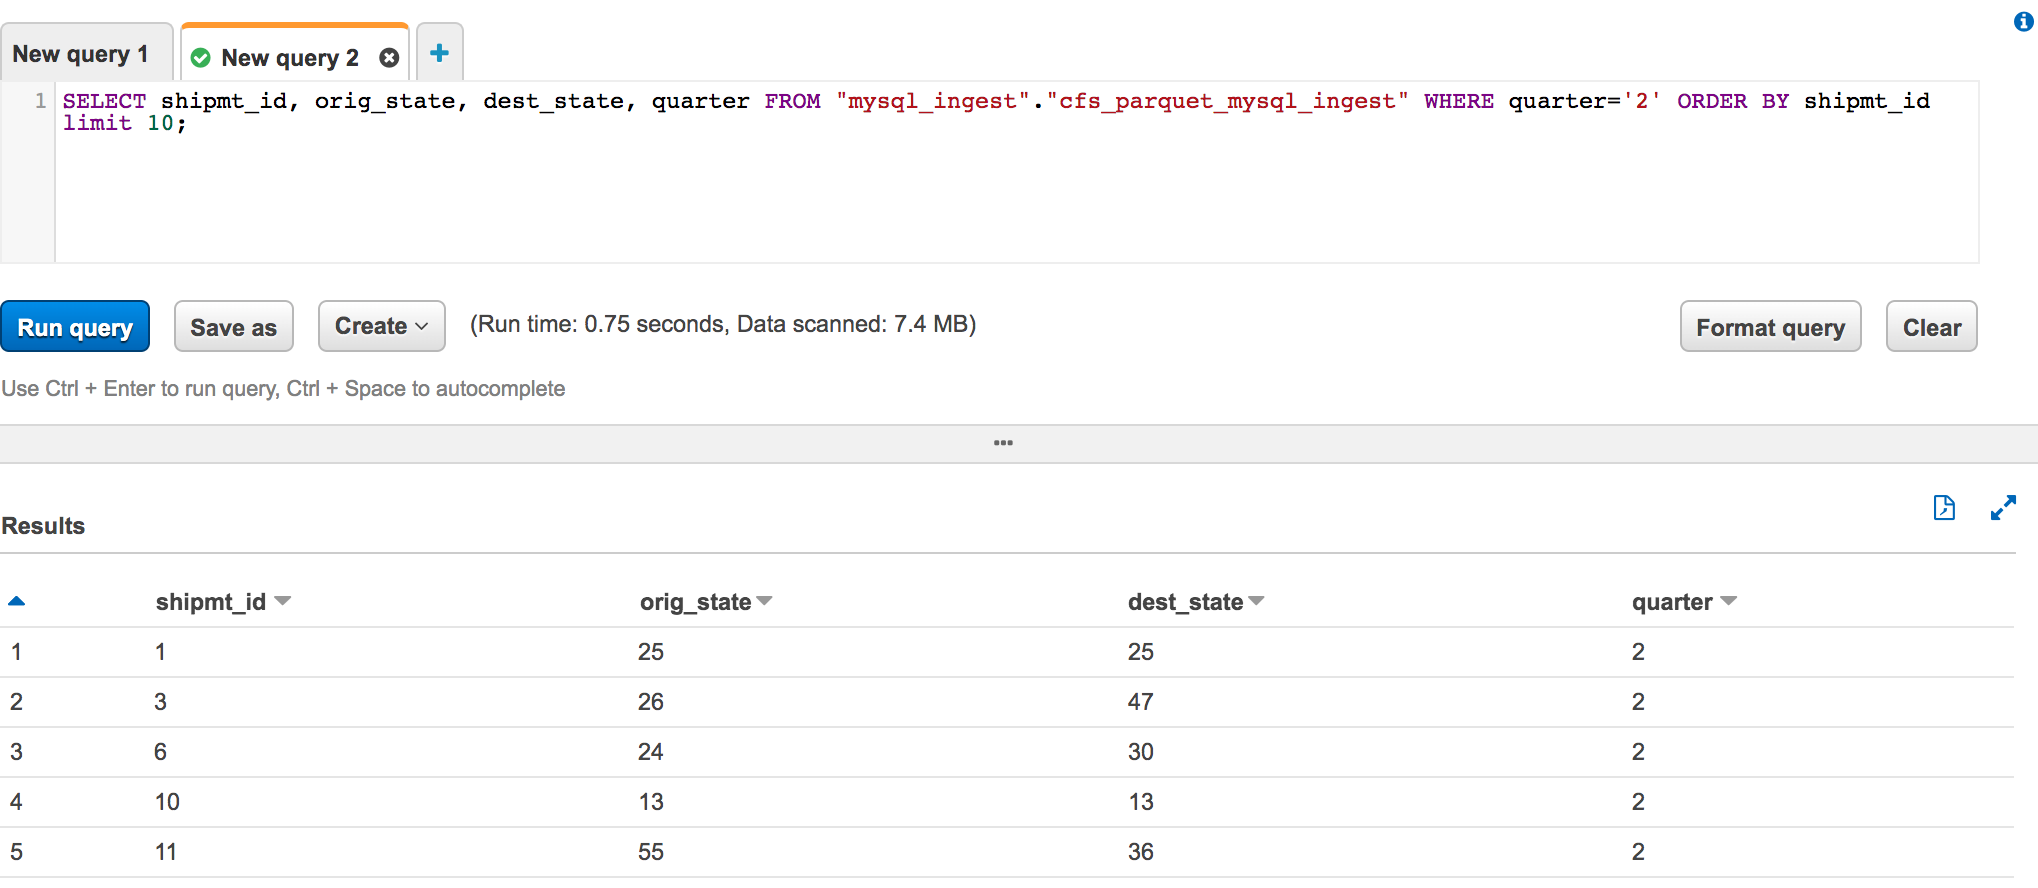 New query 1
New query 2
+
1 SELECT shipmt_id, orig_state, dest_state, quarter FROM "mysql_ingest"."cfs_parquet_mysql_ingest" WHERE quarter='2' ORDER BY shipmt_id
limit 10;
Run query Save as Create (Run time: 0.75 seconds, Data scanned: 7.4 MB) Format query Clear
Use Ctrl + Enter to run query, Ctrl + Space to autocomplete
Results
shipmt_id orig_state dest_state quarter
1 1 25 25 2
2 3 26 47 2
3 6 24 30 2
4 10 13 13 2
5 11 55 36 2